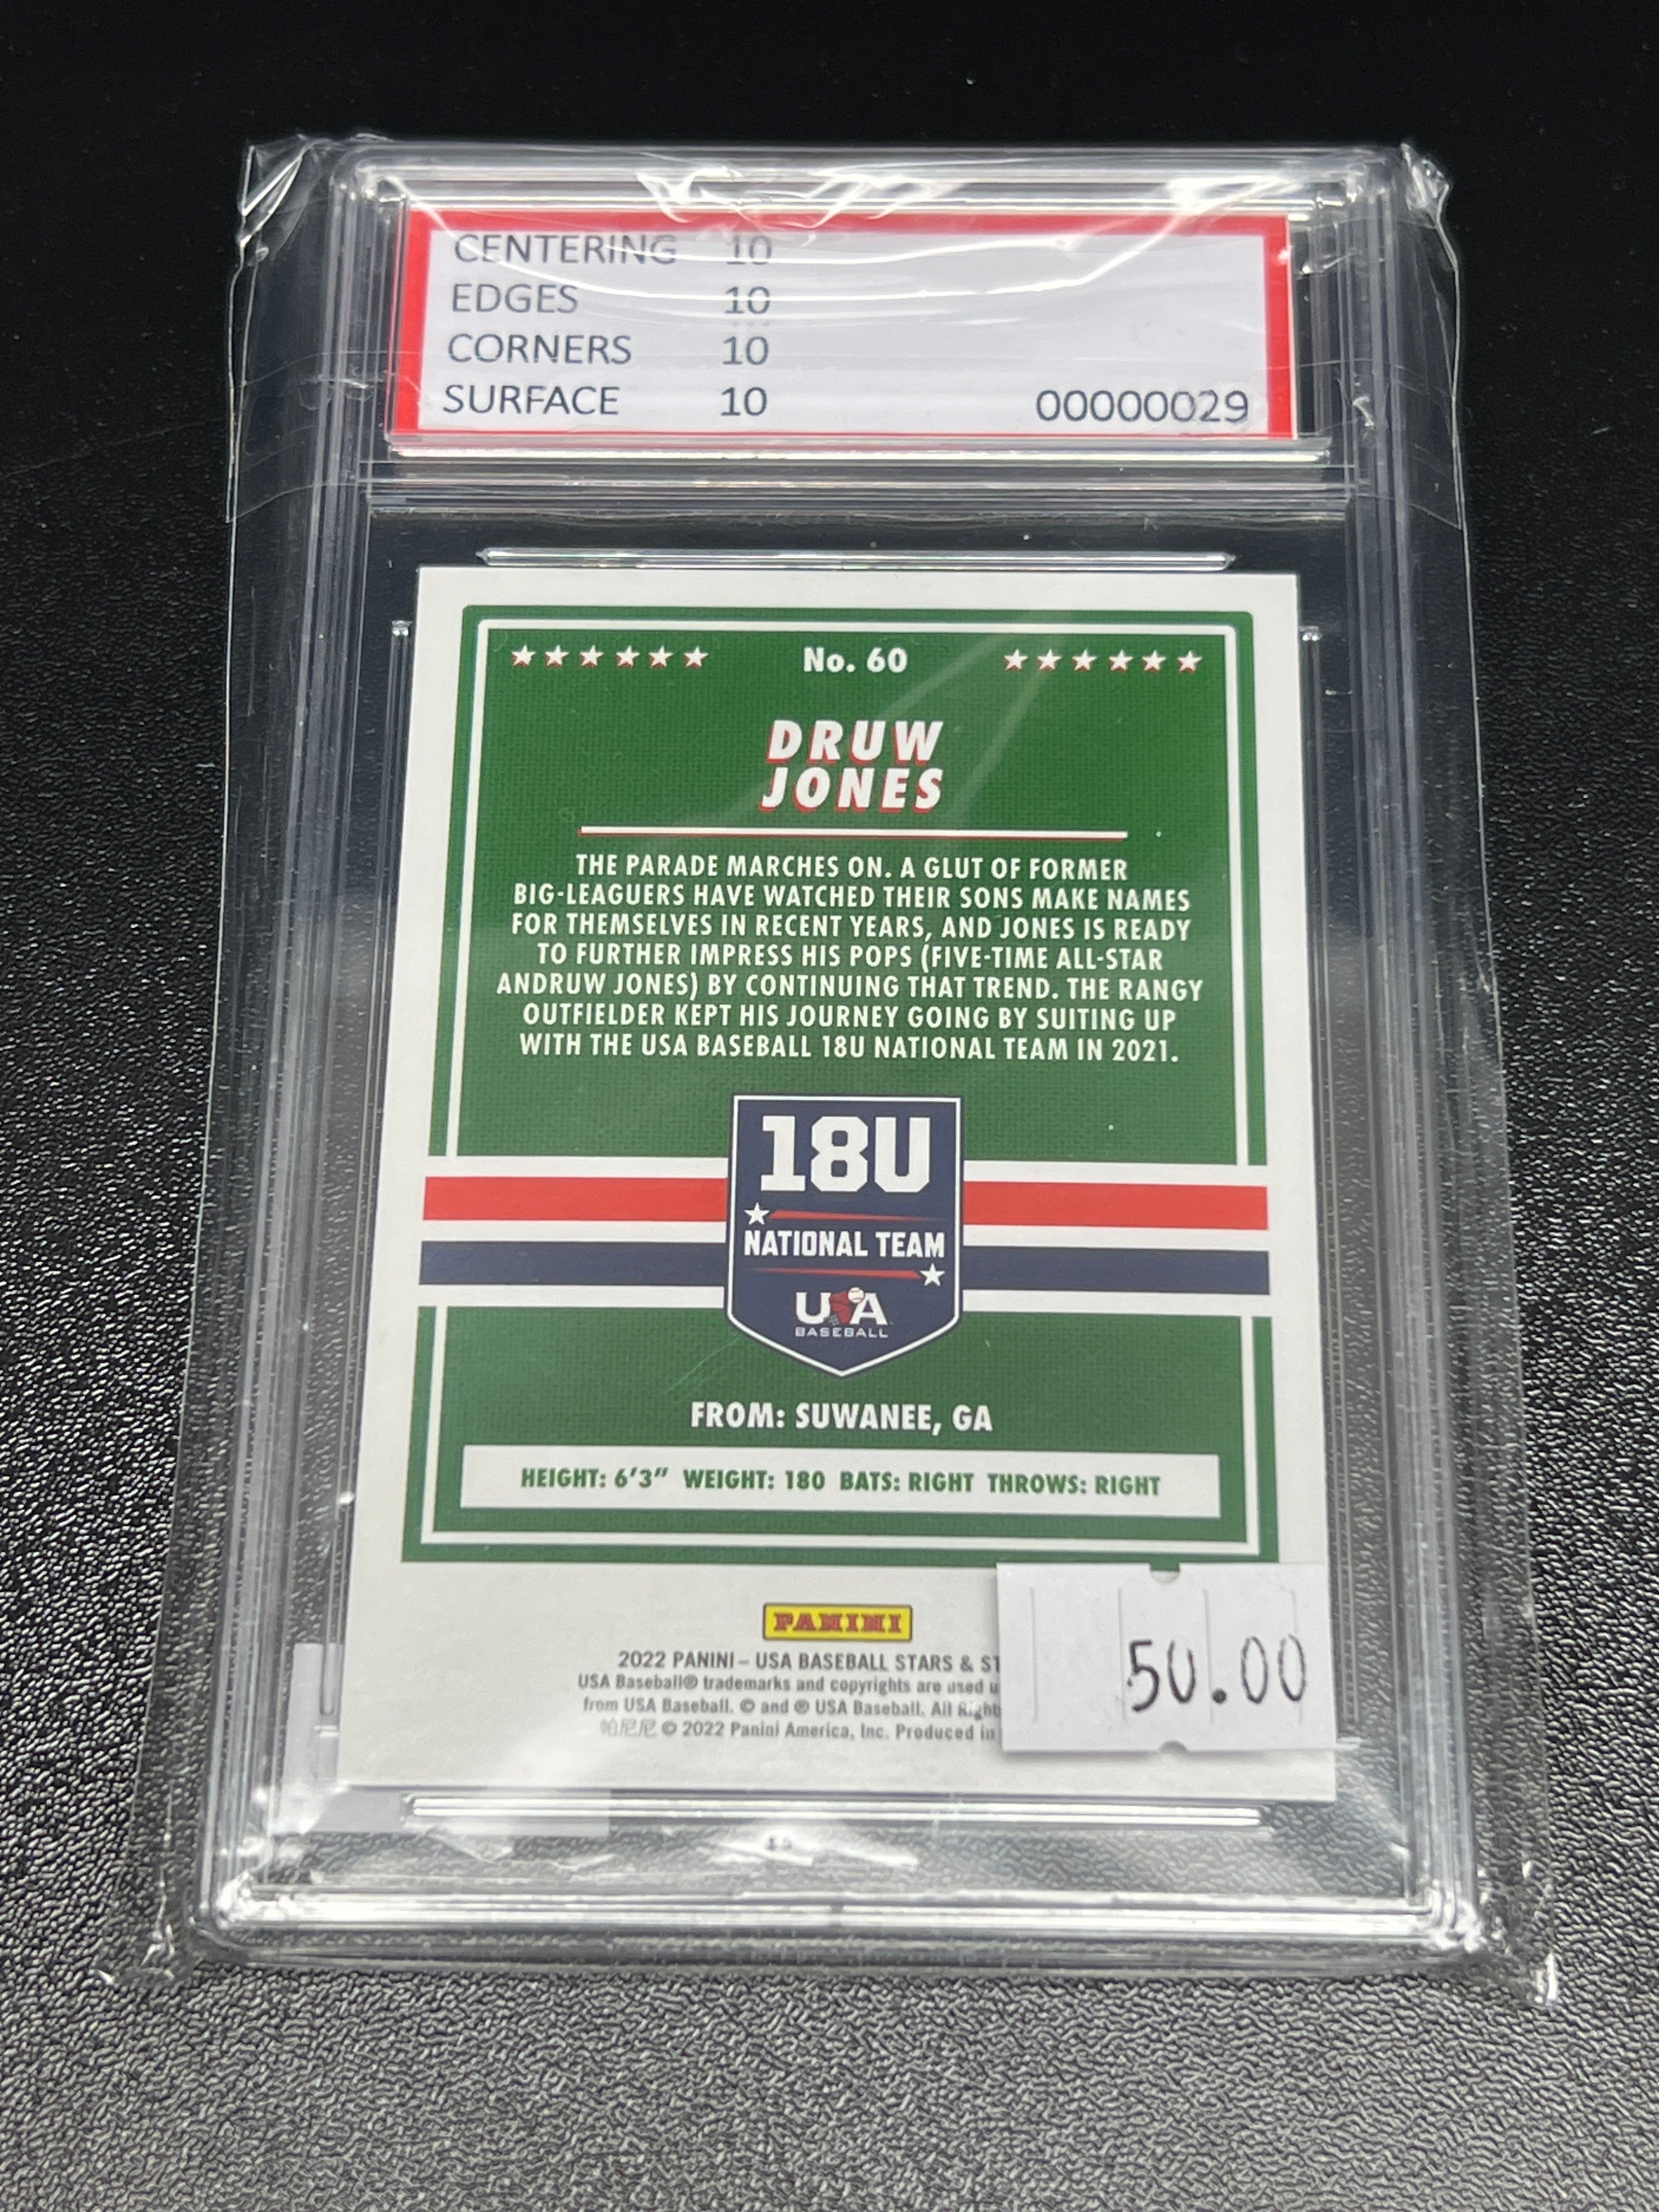 CENTERING 10
EDGES 10
CORNERS 10
SURFACE 10 00000029
No. 60
DRUW
JONES
THE PARADE MARCHES ON. A GLUT OF FORMER
BIG-LEAGUERS HAVE WATCHED THEIR SONS MAKE NAMES
FOR THEMSELVES IN RECENT YEARS, AND JONES IS READY
TO FURTHER IMPRESS HIS POPS (FIVE-TIME ALL-STAR
ANDRUW JONES) BY CONTINUING THAT TREND. THE RANGY
OUTFIELDER KEPT HIS JOURNEY GOING BY SUITING UP
WITH THE USA BASEBALL 18U NATIONAL TEAM IN 2021.
18U
NATIONAL TEAM
USA
BASEBALL
FROM: SUWANEE, GA
HEIGHT: 6'3" WEIGHT: 180 BATS: RIGHT THROWS: RIGHT
PANINI
50.00
2022 PANINI – USA BASEBALL STARS & ST
USA Baseball® trademarks and copyrights are used u
from USA Baseball. © and ® USA Baseball. All Right
帕尼尼 © 2022 Panini America, Inc. Produced in